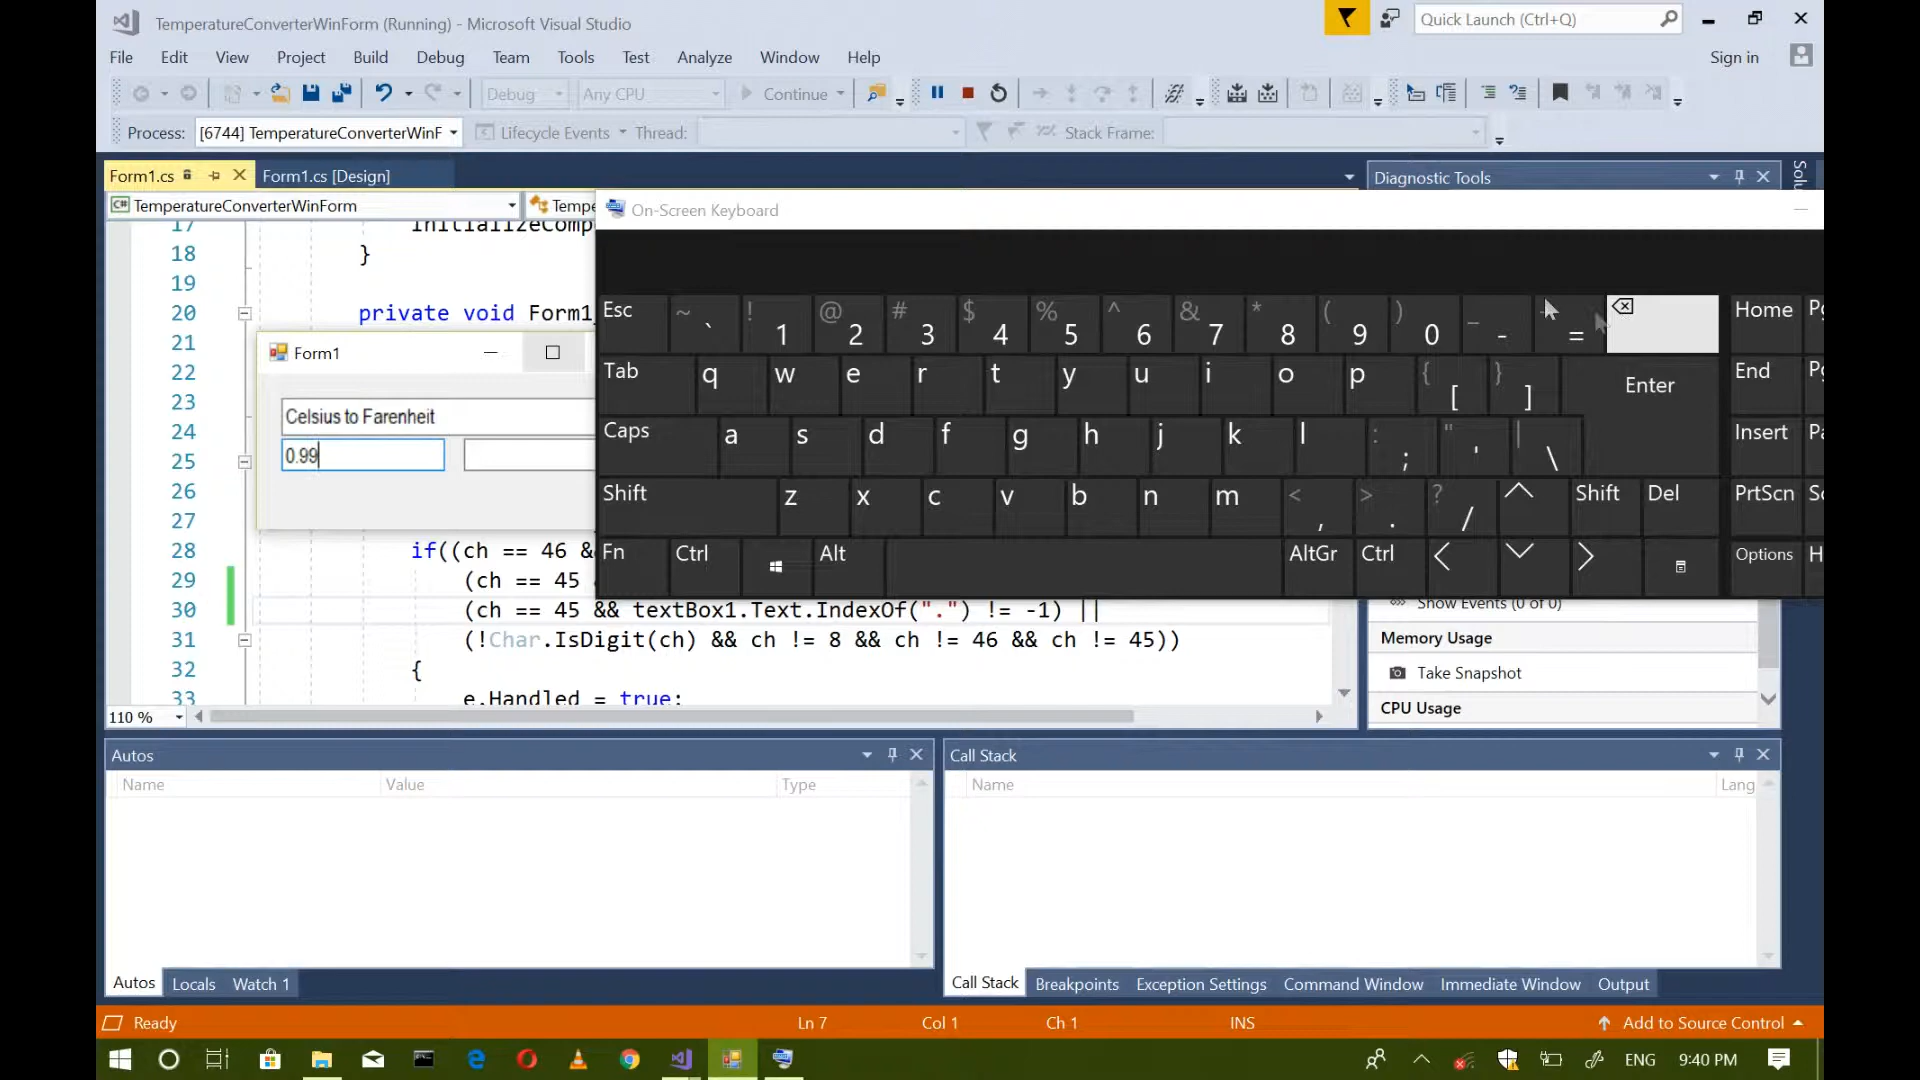 TemperatureConverterWinForm (Running) - Microsoft Visual Studio
Quick Launch (Ctrl+Q)
File Edit View Project Build Debug Team Tools Test Analyze Window Help
Sign in
Debug Any CPU Continue
Process: [6744] TemperatureConverterWinF Lifecycle Events Thread: Stack Frame:
Form1.cs Form1.cs [Design]
Diagnostic Tools
TemperatureConverterWinForm
On-Screen Keyboard
17
18 }
19
20 private void Form1
21
22
23
24
25
26
27
28 if((ch == 46
29 (ch == 45
30 (ch == 45 && textBox1.Text.IndexOf(".") != -1) ||
31 (!Char.IsDigit(ch) && ch != 8 && ch != 46 && ch != 45))
32 {
33 e.Handled = true;
Form1
Celsius to Farenheit
0.99
Esc ~ ` ! 1 @ 2 # 3 $ 4 % 5 ^ 6 & 7 * 8 ( 9 ) 0 _ - = Home
Tab q w e r t y u i o p { [ } ] Enter End
Caps a s d f g h j k l : ; " ' | \ Insert
Shift z x c v b n m < , > . ? / Shift Del PrtScn
Fn Ctrl Alt AltGr Ctrl Options
Show Events (0 of 0)
Memory Usage
Take Snapshot
CPU Usage
110 %
Autos
Name Value Type
Call Stack
Name Lang
Autos Locals Watch 1
Call Stack Breakpoints Exception Settings Command Window Immediate Window Output
Ready Ln 7 Col 1 Ch 1 INS Add to Source Control
ENG 9:40 PM